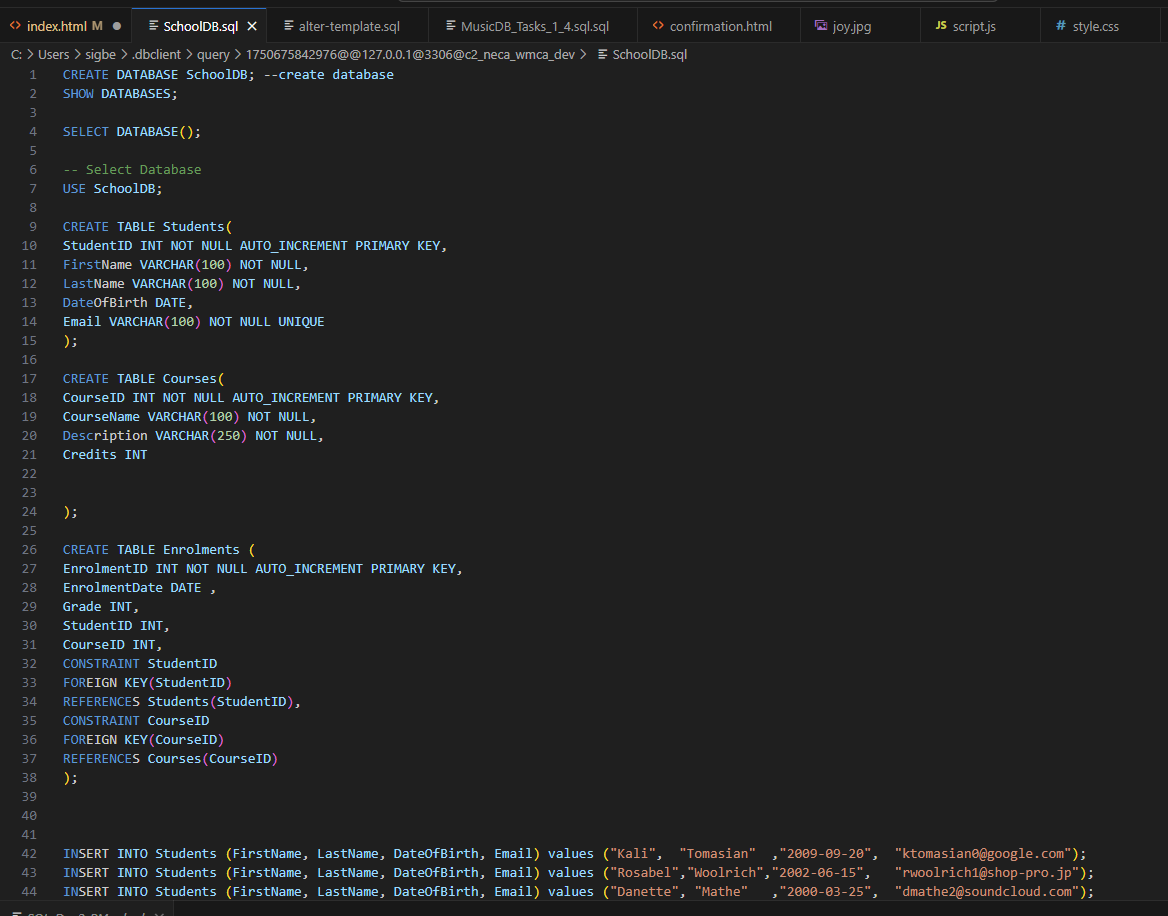 index.html M
SchoolDB.sql
alter-template.sql
MusicDB_Tasks_1_4.sql.sql
confirmation.html
joy.jpg
JS script.js
# style.css
C: > Users > sigbe > .dbclient > query > 1750675842976@@127.0.0.1@3306@c2_neca_wmca_dev > SchoolDB.sql
1 CREATE DATABASE SchoolDB; --create database
2 SHOW DATABASES;
3
4 SELECT DATABASE();
5
6 -- Select Database
7 USE SchoolDB;
8
9 CREATE TABLE Students(
10 StudentID INT NOT NULL AUTO_INCREMENT PRIMARY KEY,
11 FirstName VARCHAR(100) NOT NULL,
12 LastName VARCHAR(100) NOT NULL,
13 DateOfBirth DATE,
14 Email VARCHAR(100) NOT NULL UNIQUE
15 );
16
17 CREATE TABLE Courses(
18 CourseID INT NOT NULL AUTO_INCREMENT PRIMARY KEY,
19 CourseName VARCHAR(100) NOT NULL,
20 Description VARCHAR(250) NOT NULL,
21 Credits INT
22
23
24 );
25
26 CREATE TABLE Enrolments (
27 EnrolmentID INT NOT NULL AUTO_INCREMENT PRIMARY KEY,
28 EnrolmentDate DATE ,
29 Grade INT,
30 StudentID INT,
31 CourseID INT,
32 CONSTRAINT StudentID
33 FOREIGN KEY(StudentID)
34 REFERENCES Students(StudentID),
35 CONSTRAINT CourseID
36 FOREIGN KEY(CourseID)
37 REFERENCES Courses(CourseID)
38 );
39
40
41
42 INSERT INTO Students (FirstName, LastName, DateOfBirth, Email) values ("Kali",  "Tomasian"  ,"2009-09-20",  "ktomasian0@google.com");
43 INSERT INTO Students (FirstName, LastName, DateOfBirth, Email) values ("Rosabel","Woolrich","2002-06-15",  "rwoolrich1@shop-pro.jp");
44 INSERT INTO Students (FirstName, LastName, DateOfBirth, Email) values ("Danette", "Mathe"   ,"2000-03-25",  "dmathe2@soundcloud.com");